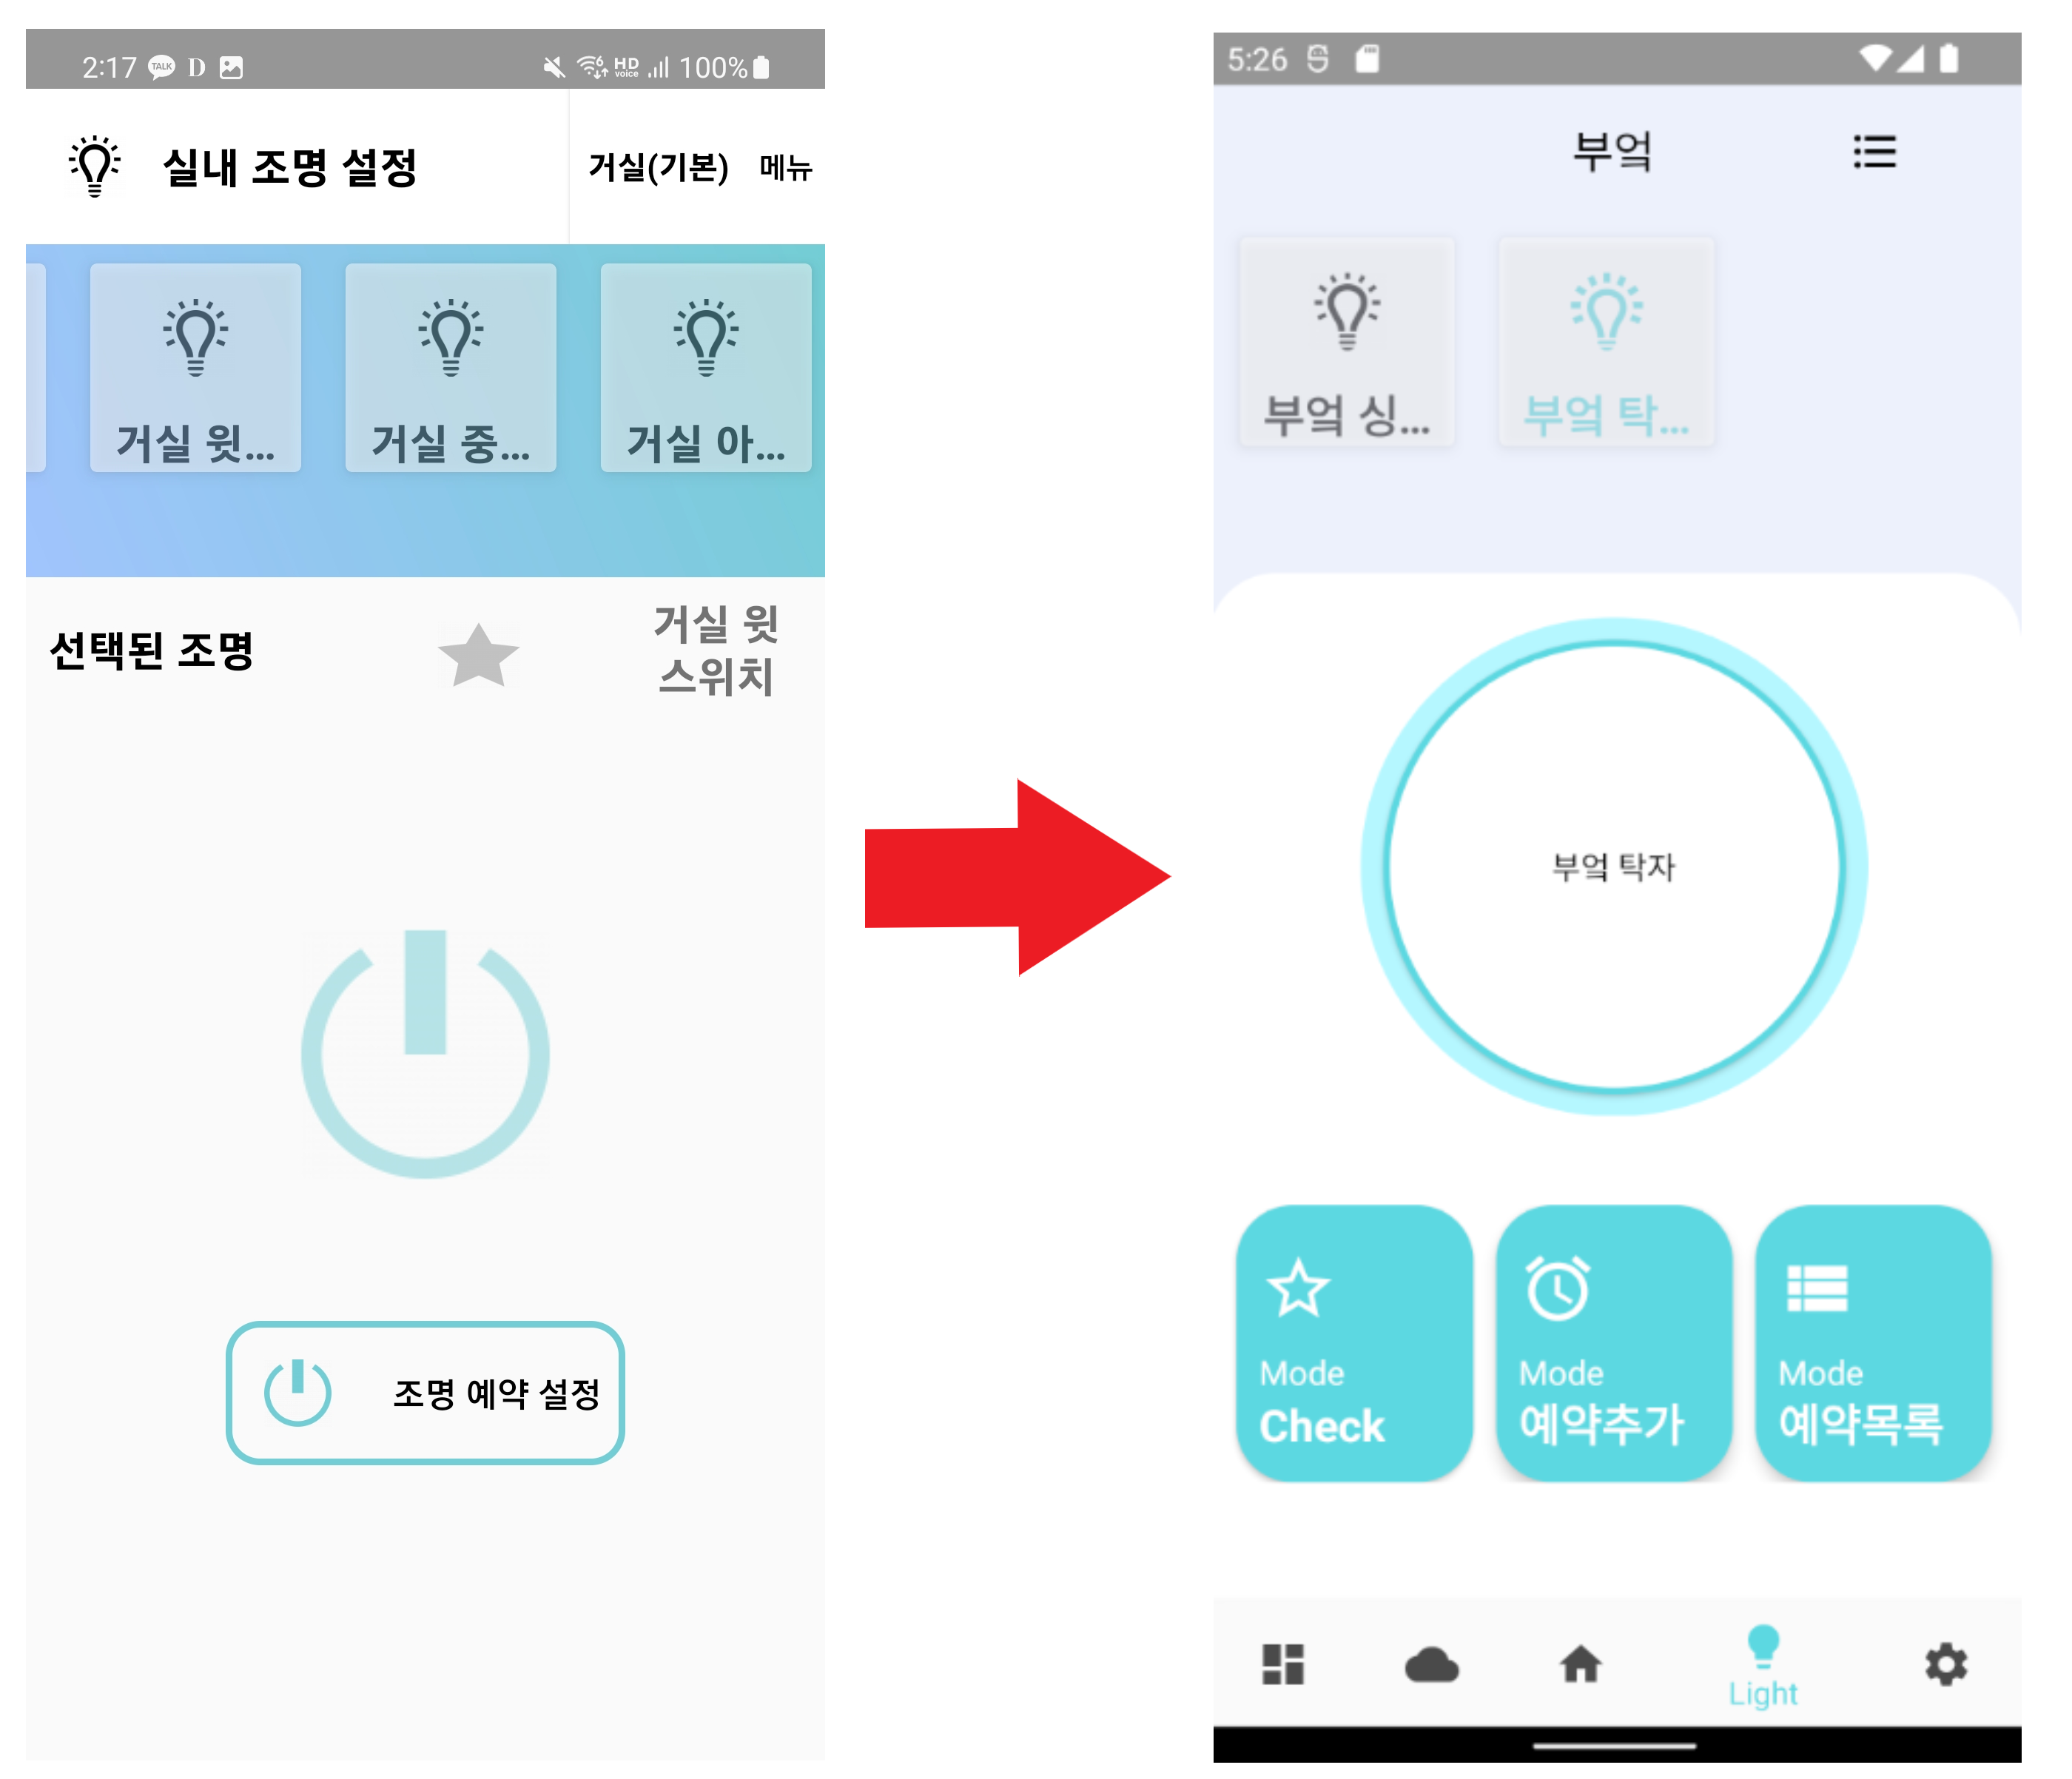 2:17 TALK D 6 HD voice 100%
실내 조명 설정
거실(기본) 메뉴
거실 윗... 거실 중... 거실 아...
선택된 조명
거실 윗
스위치
조명 예약 설정
5:26
부엌
부엌 싱... 부엌 탁...
부엌 탁자
Mode Mode Mode
Check 예약추가 예약목록
Light